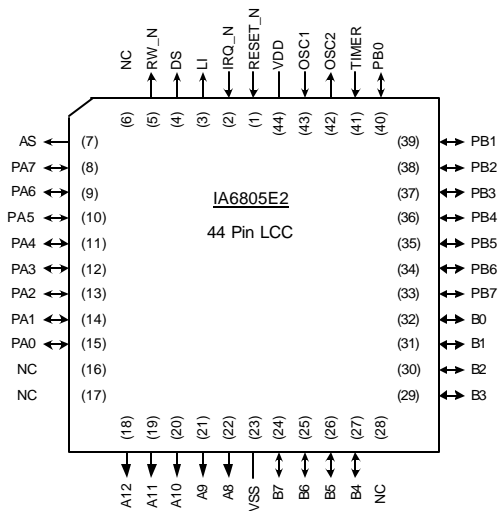 NC
RW_N
DS
LI
IRQ_N
RESET_N
VDD
OSC1
OSC2
TIMER
PB0
(6)
(5)
(4)
(3)
(2)
(1)
(44)
(43)
(42)
(41)
(40)
AS (7)
PA7 (8)
PA6 (9)
PA5 (10)
PA4 (11)
PA3 (12)
PA2 (13)
PA1 (14)
PA0 (15)
NC (16)
NC (17)
IA6805E2
44 Pin LCC
(39) PB1
(38) PB2
(37) PB3
(36) PB4
(35) PB5
(34) PB6
(33) PB7
(32) B0
(31) B1
(30) B2
(29) B3
(18)
(19)
(20)
(21)
(22)
(23)
(24)
(25)
(26)
(27)
(28)
A12
A11
A10
A9
A8
VSS
B7
B6
B5
B4
NC